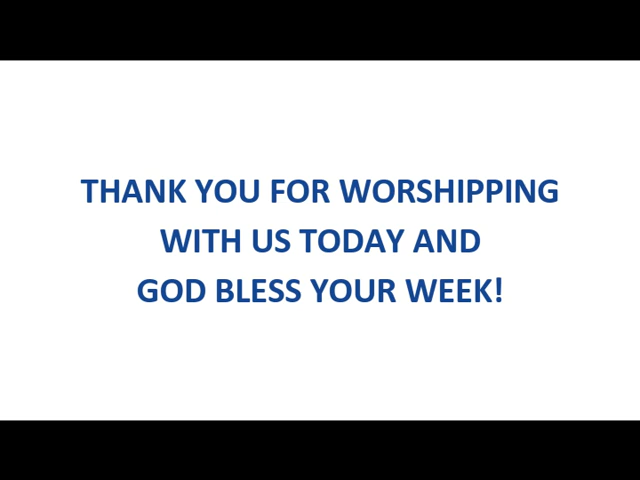 THANK YOU FOR WORSHIPPING
WITH US TODAY AND
GOD BLESS YOUR WEEK!